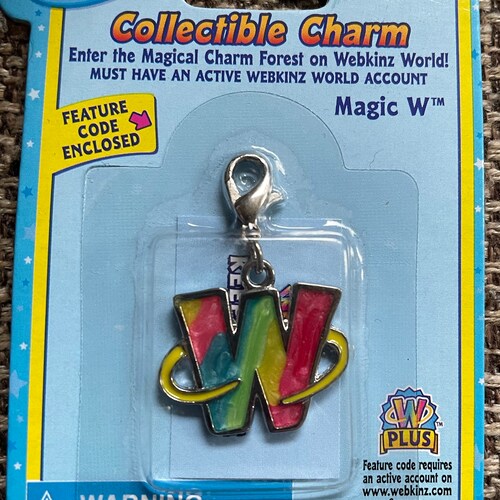 Collectible Charm
Enter the Magical Charm Forest on Webkinz World!
MUST HAVE AN ACTIVE WEBKINZ WORLD ACCOUNT
Magic W™
FEATURE
CODE
ENCLOSED
W
W
PLUS™
Feature code requires
an active account on
www.webkinz.com
WARNING